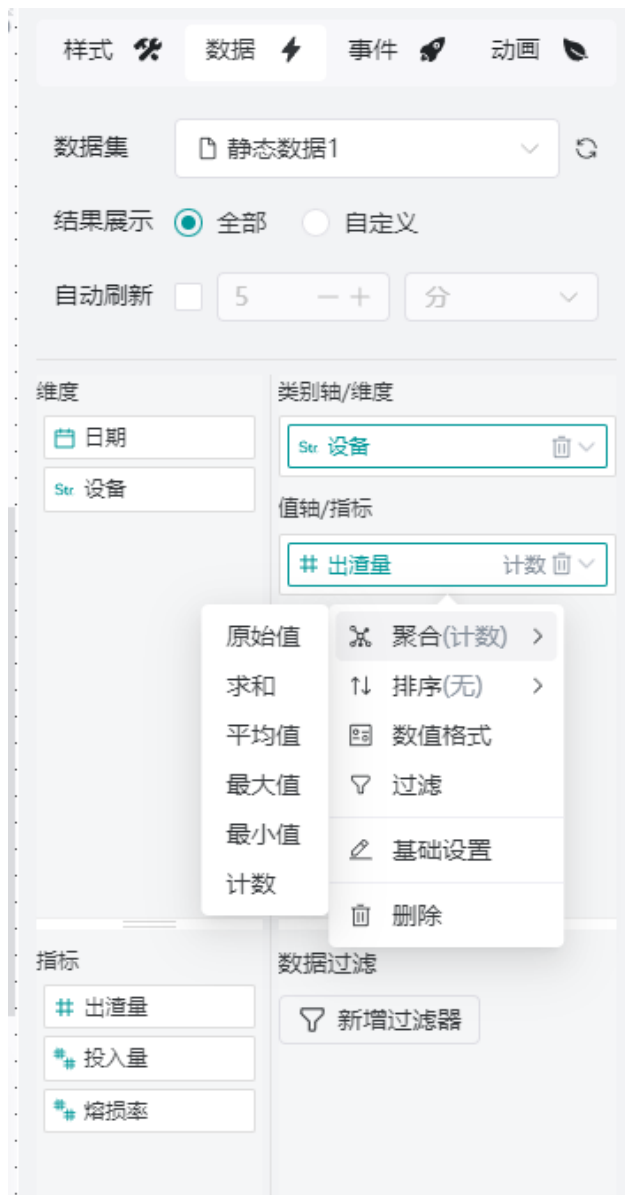 样式 数据 事件 动画
数据集 静态数据1
结果展示 全部 自定义
自动刷新 5 — + 分
维度
日期
Str 设备
类别轴/维度
Str 设备
值轴/指标
# 出渣量 计数
原始值
求和
平均值
最大值
最小值
计数
聚合(计数)
排序(无)
数值格式
过滤
基础设置
删除
指标
# 出渣量
投入量
熔损率
数据过滤
新增过滤器